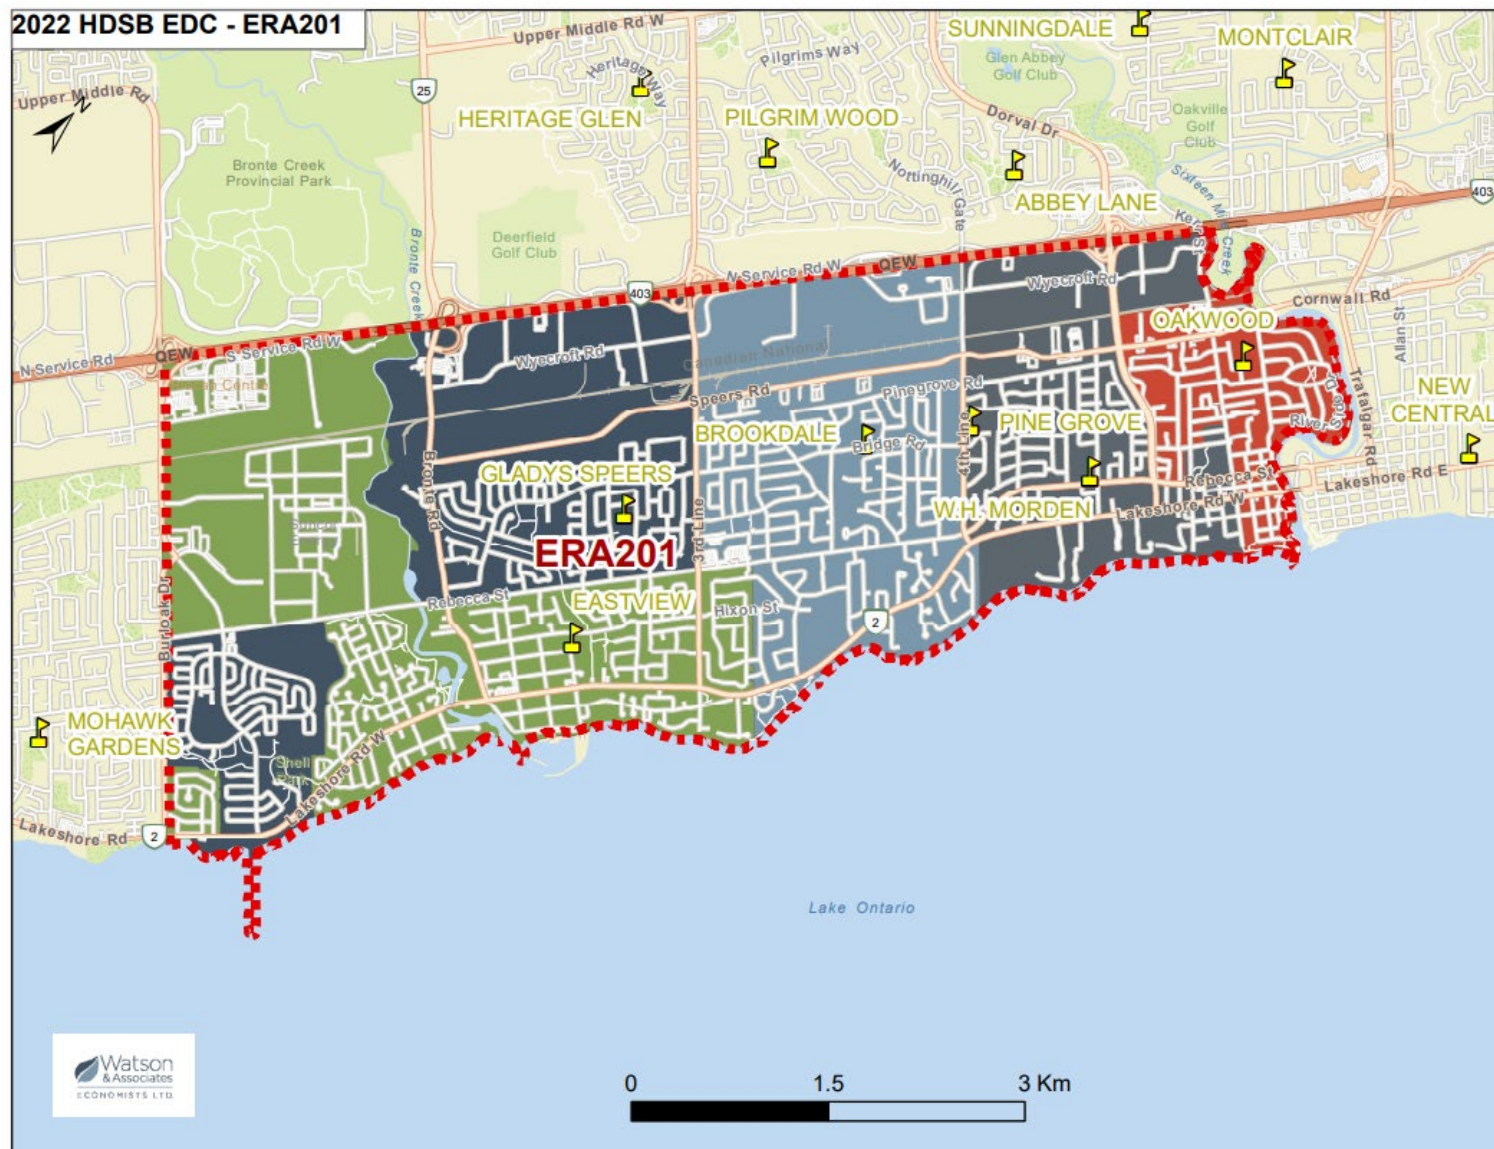 2022 HDSB EDC - ERA201
Upper Middle Rd W
SUNNINGDALE
MONTCLAIR
Pilgrims Way
Glen Abbey
Golf Club
Heritage Way
25
Upper Middle Rd
N
HERITAGE GLEN
PILGRIM WOOD
Dorval Dr
Oakville
Golf
Club
Bronte Creek
Provincial Park
Nottinghill Gate
Sixteen Mile Creek
ABBEY LANE
403
Kerr St
Deerfield
Golf Club
Bronte Creek
N Service Rd W
QEW
403
Wyecroft Rd
Cornwall Rd
OAKWOOD
Allan St
QEW
S Service Rd W
N Service Rd
Wyecroft Rd
Canadian National
Speers Rd
Pinegrove Rd
Trafalgar Rd
NEW
CENTRAL
BROOKDALE
Bridge Rd
4th Line
PINE GROVE
Bronte Rd
GLADYS SPEERS
Rebecca St
Lakeshore Rd E
W.H. MORDEN
Lakeshore Rd W
3rd Line
ERA201
Burloak Dr
Rebecca St
EASTVIEW
Hixon St
2
MOHAWK
GARDENS
Shell
Park
Lakeshore Rd W
Lakeshore Rd
2
Lake Ontario
Watson
& Associates
ECONOMISTS LTD.
0
1.5
3 Km